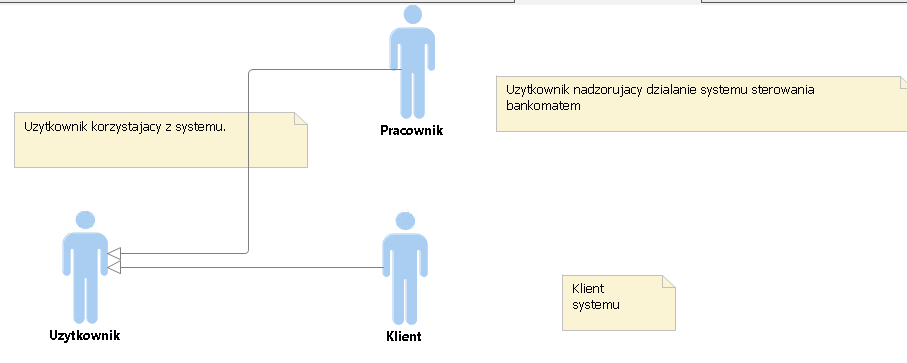 Uzytkownik nadzorujacy dzialanie systemu sterowania
bankomatem
Uzytkownik korzystajacy z systemu.
Pracownik
Klient
systemu
Uzytkownik
Klient